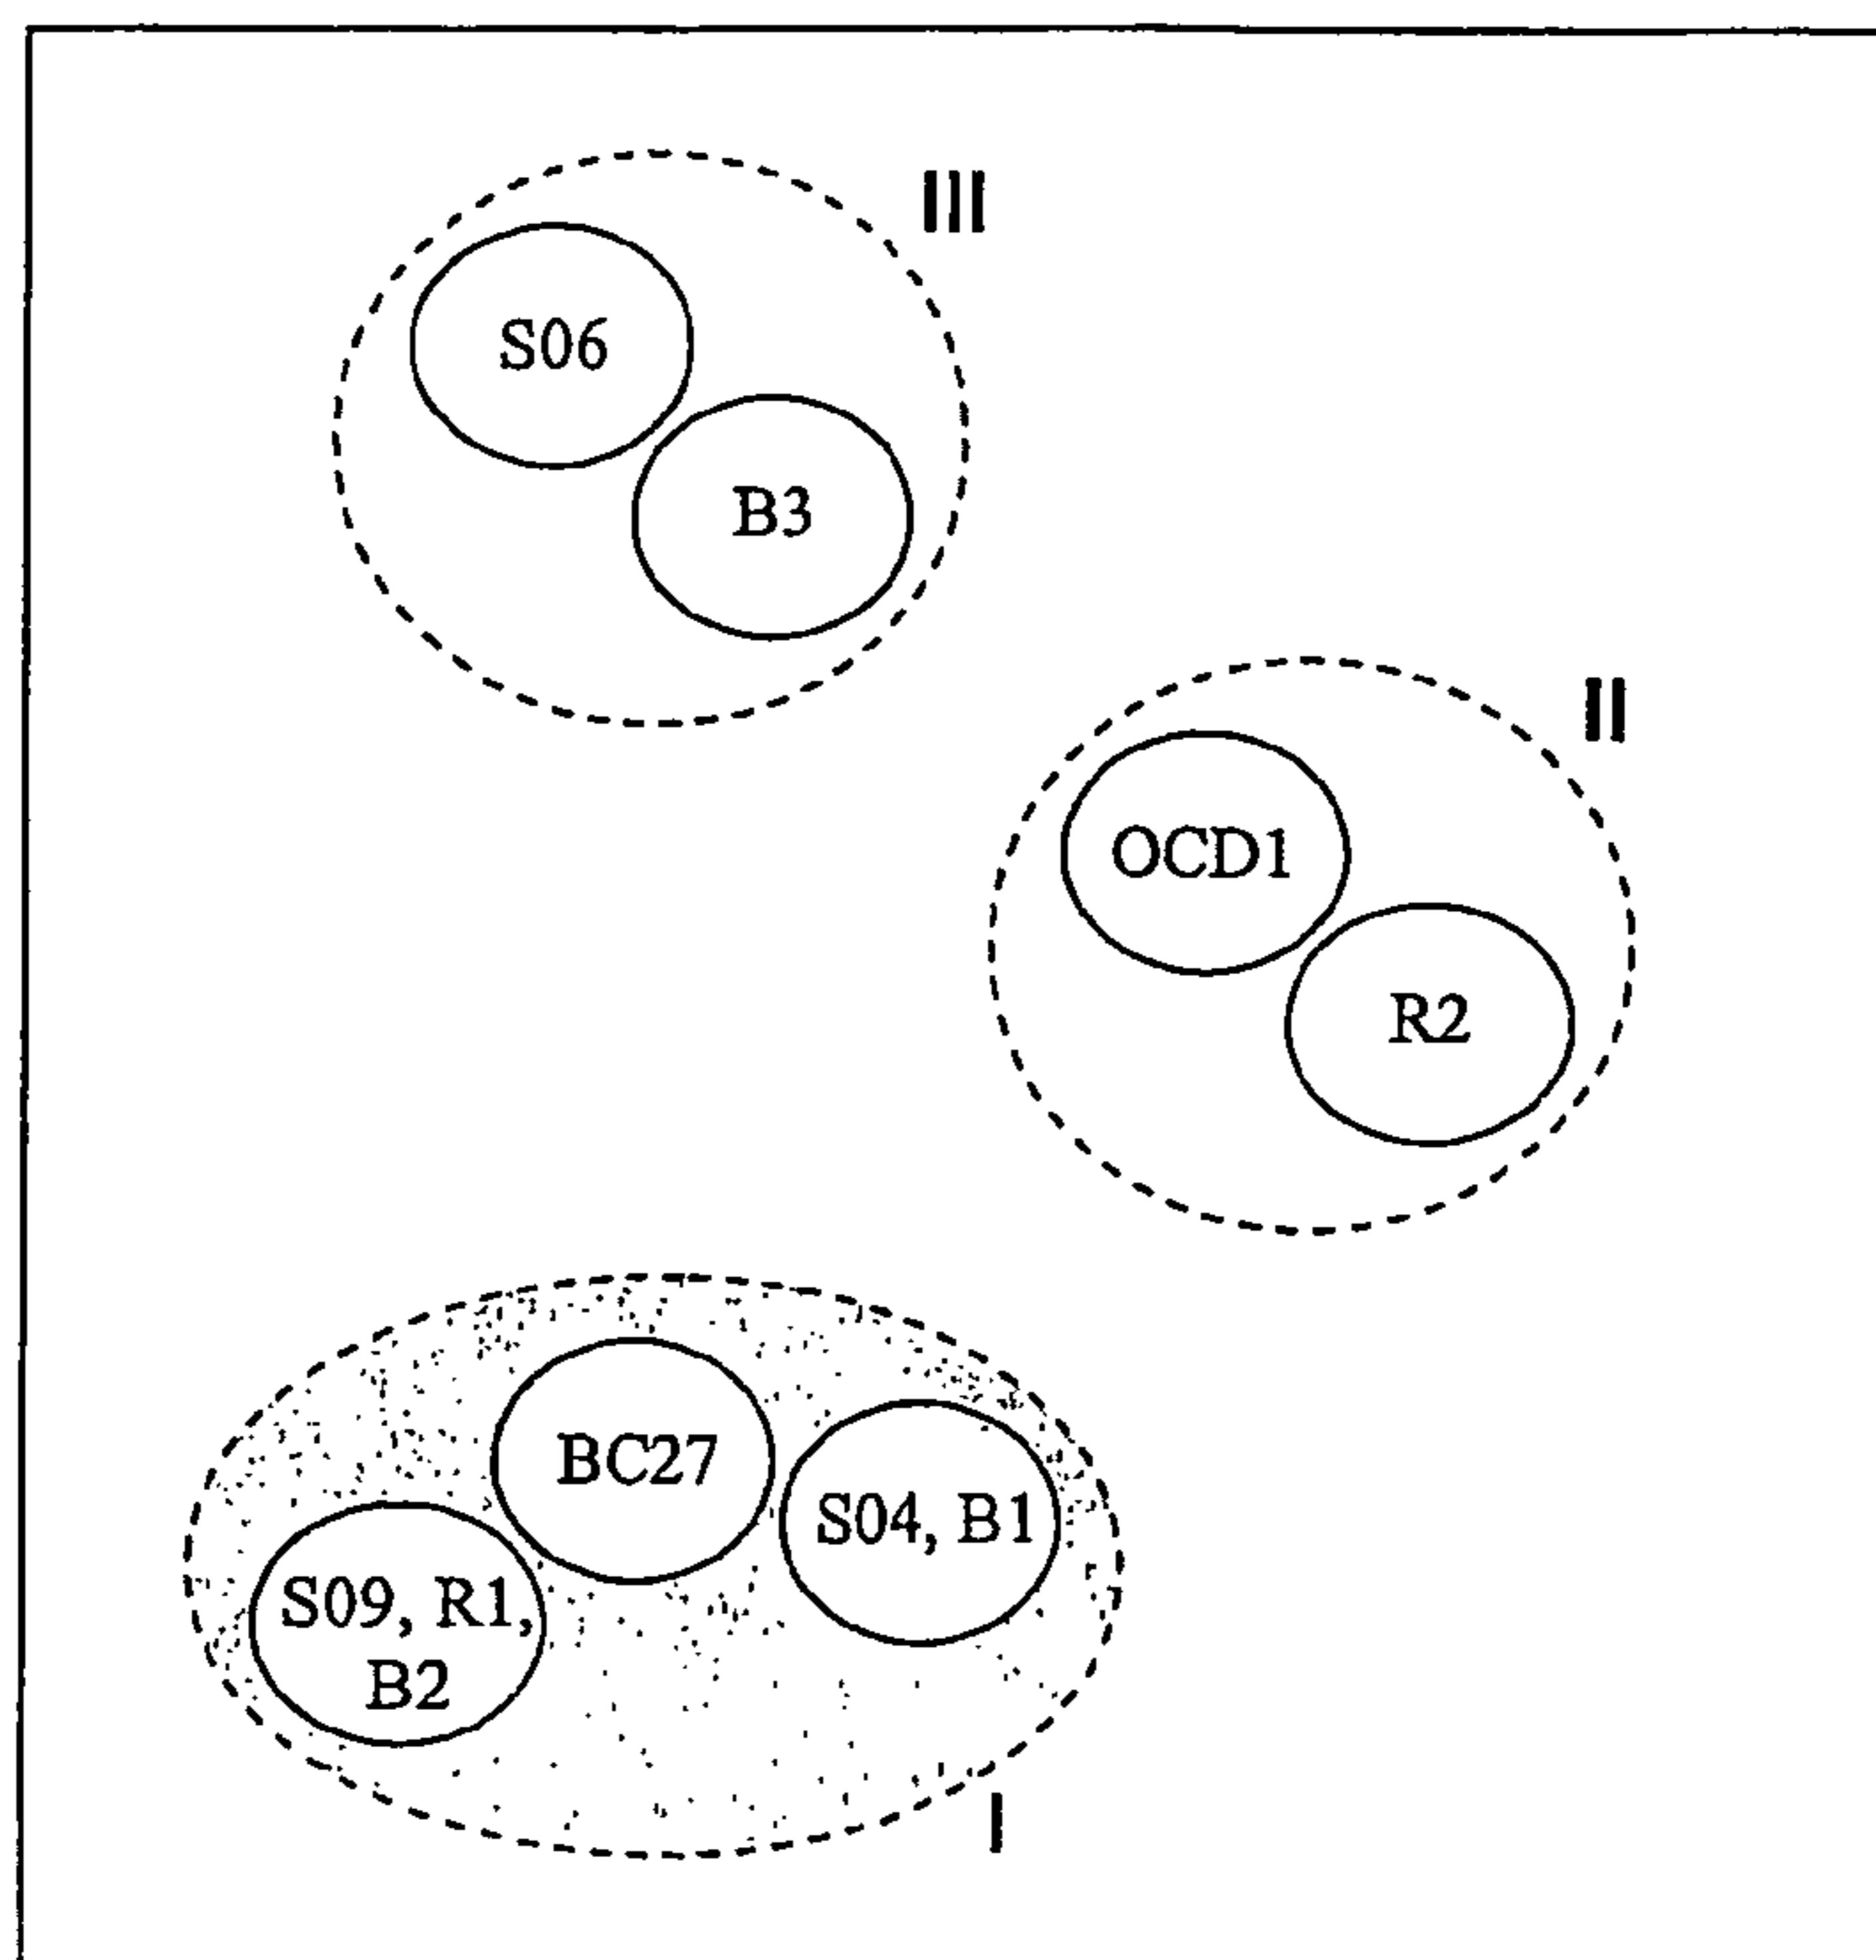 III
S06
B3
II
OCD1
R2
BC27
S04, B1
S09, R1,
B2
I